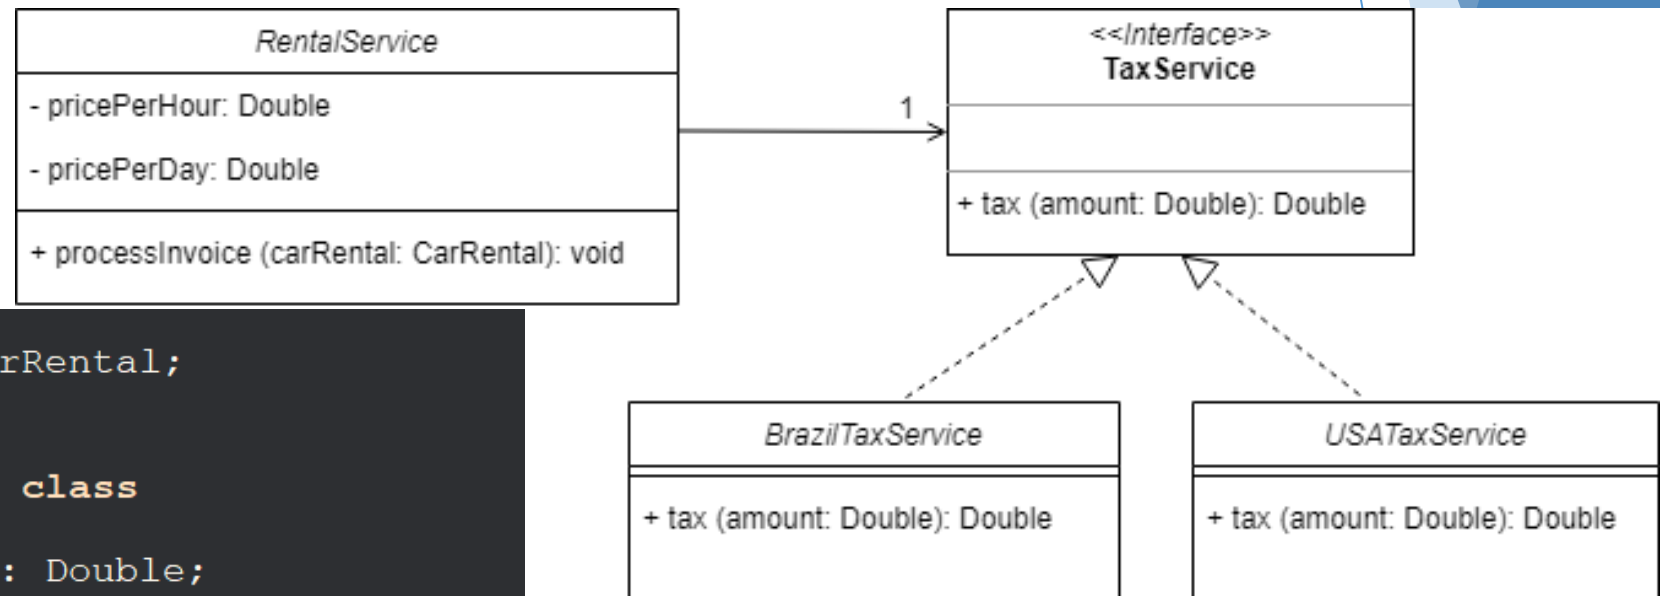 RentalService
- pricePerHour: Double
- pricePerDay: Double
+ processInvoice (carRental: CarRental): void
1
<<Interface>>
TaxService
+ tax (amount: Double): Double
rRental;
class
: Double;
BrazilTaxService
+ tax (amount: Double): Double
USATaxService
+ tax (amount: Double): Double